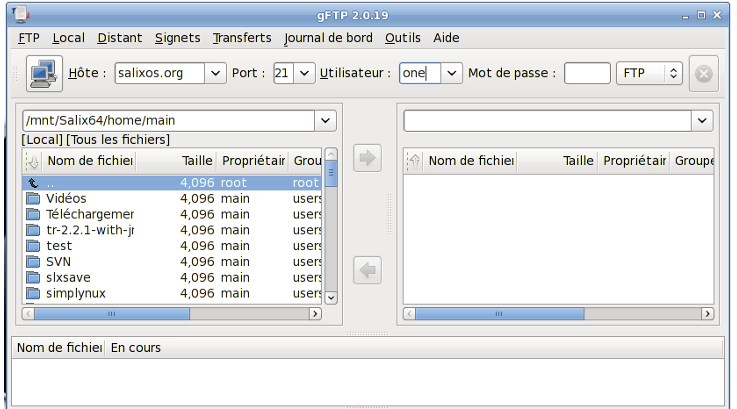 gFTP 2.0.19
FTP Local Distant Signets Transferts Journal de bord Outils Aide
Hôte : salixos.org Port : 21 Utilisateur : one Mot de passe : FTP
/mnt/Salix64/home/main
[Local] [Tous les fichiers]
Nom de fichier Taille Propriétair Grou Nom de fichier Taille Propriétair Groupe
.. 4,096 root root
Vidéos 4,096 main users
Téléchargemer 4,096 main users
tr-2.2.1-with-jr 4,096 main users
test 4,096 main users
SVN 4,096 main users
slxsave 4,096 main users
simplynux 4,096 main users
Nom de fichier En cours